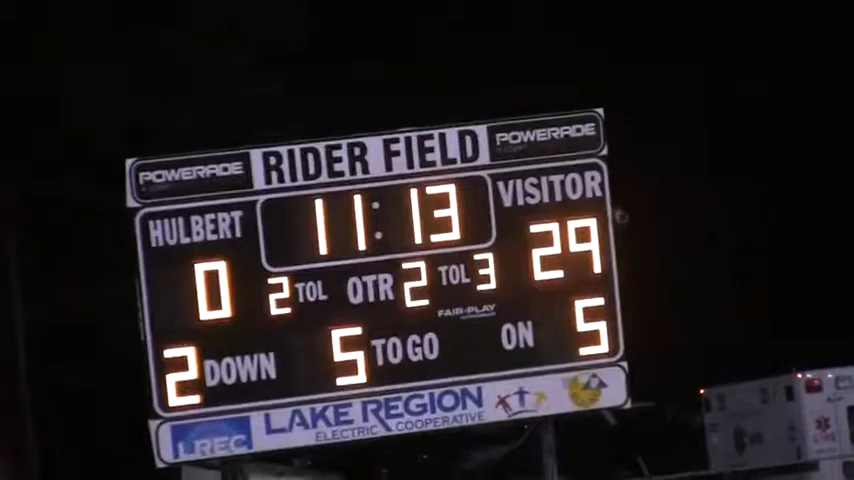 POWERADE RIDER FIELD POWERADE
HULBERT 11:13 VISITOR
0 2 TOL QTR 2 TOL 3 29
FAIR-PLAY
2 DOWN 5 TO GO ON 5
LREC LAKE REGION
ELECTRIC COOPERATIVE